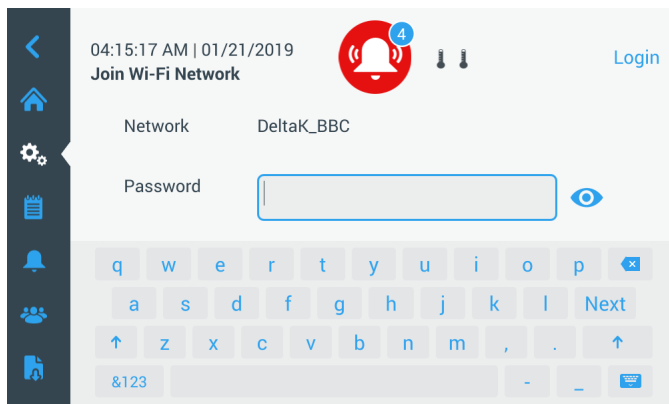 04:15:17 AM | 01/21/2019
4
Login
Join Wi-Fi Network
Network DeltaK_BBC
Password
q w e r t y u i o p
a s d f g h j k l Next
z x c v b n m , .
&123 - _